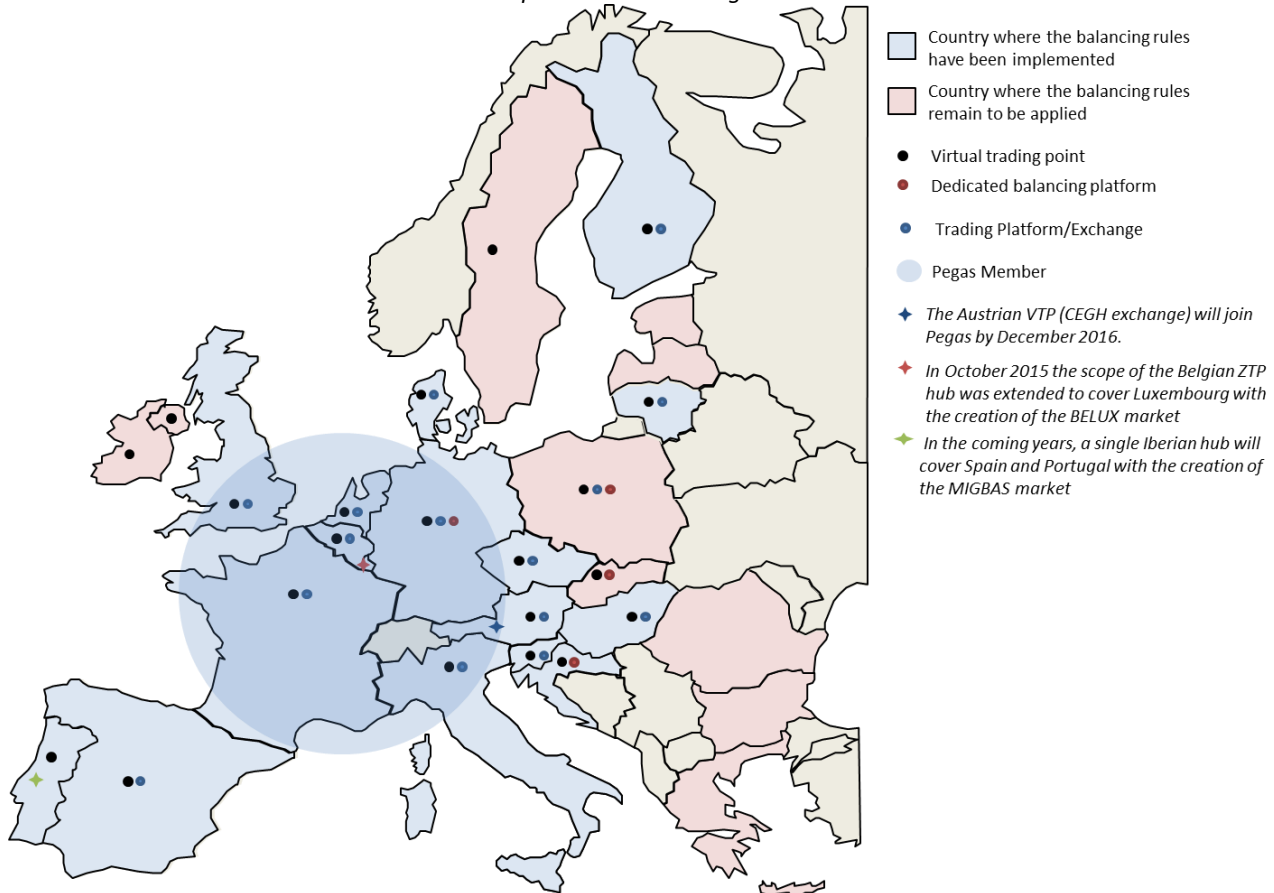 Country where the balancing rules
have been implemented
Country where the balancing rules
remain to be applied
Virtual trading point
Dedicated balancing platform
Trading Platform/Exchange
Pegas Member
The Austrian VTP (CEGH exchange) will join
Pegas by December 2016.
In October 2015 the scope of the Belgian ZTP
hub was extended to cover Luxembourg with
the creation of the BELUX market
In the coming years, a single Iberian hub will
cover Spain and Portugal with the creation of
the MIGBAS market